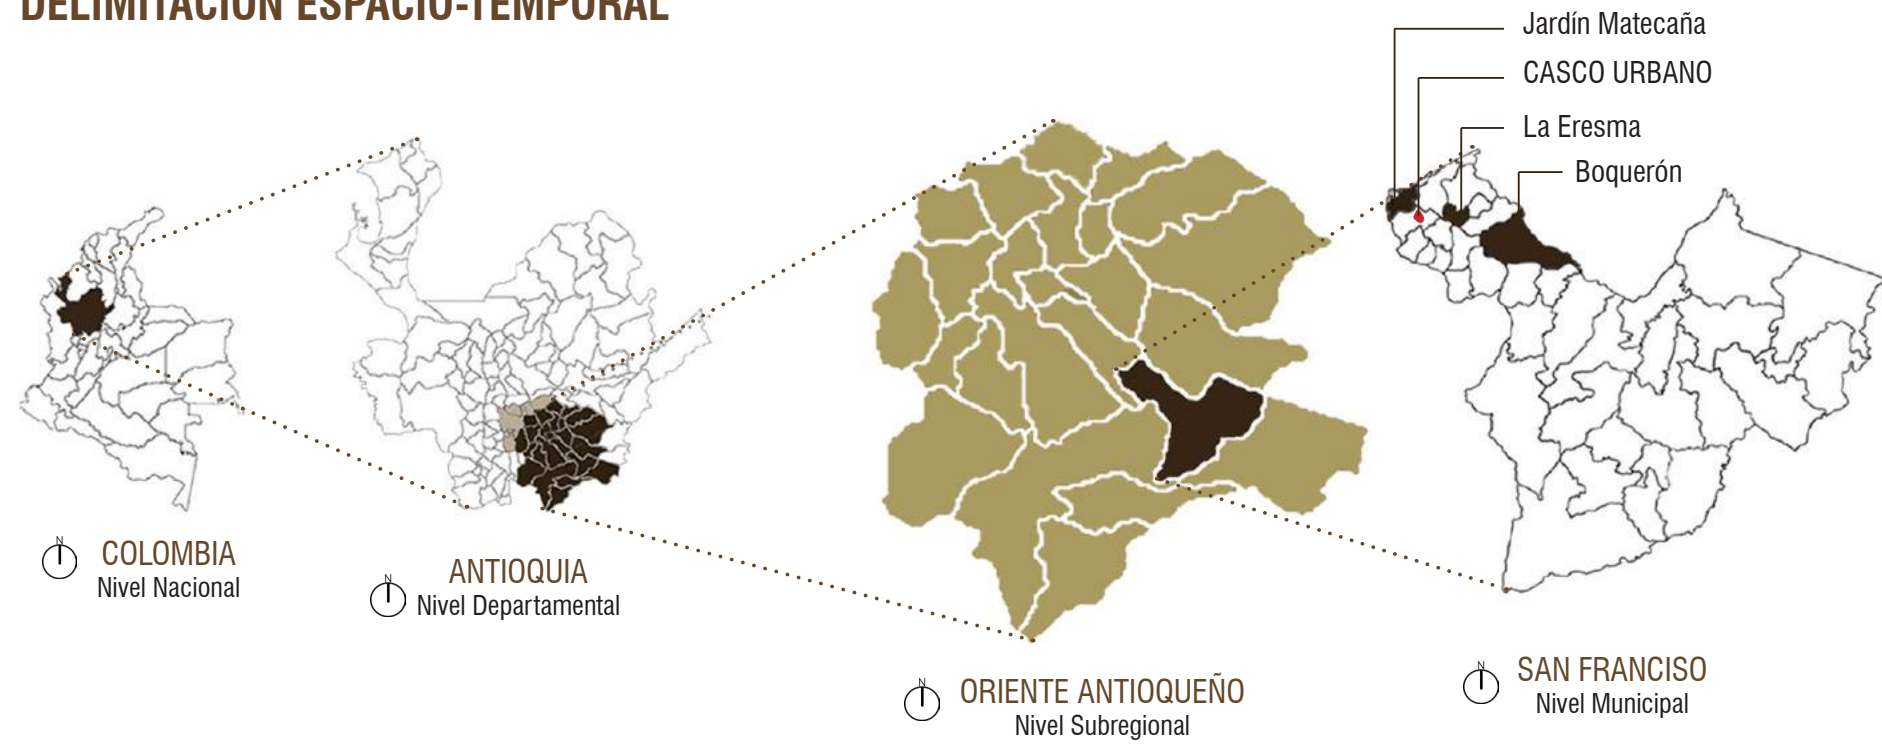 DELIMITACIÓN ESPACIO-TEMPORAL
Jardín Matecaña
CASCO URBANO
La Eresma
Boquerón
N
COLOMBIA
Nivel Nacional
N
ANTIOQUIA
Nivel Departamental
N
ORIENTE ANTIOQUEÑO
Nivel Subregional
N
SAN FRANCISO
Nivel Municipal